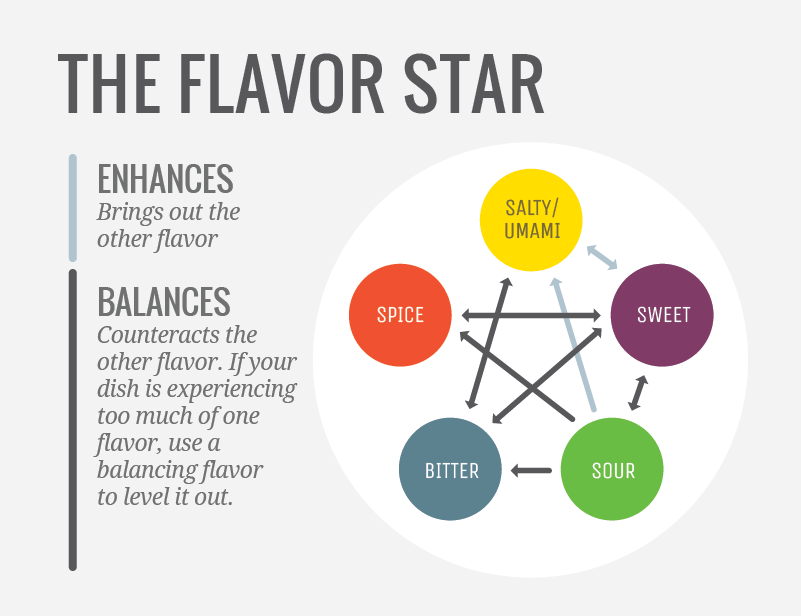 THE FLAVOR STAR
ENHANCES
Brings out the
other flavor
BALANCES
Counteracts the
other flavor. If your
dish is experiencing
too much of one
flavor, use a
balancing flavor
to level it out.
SALTY/
UMAMI
SPICE
SWEET
BITTER
SOUR